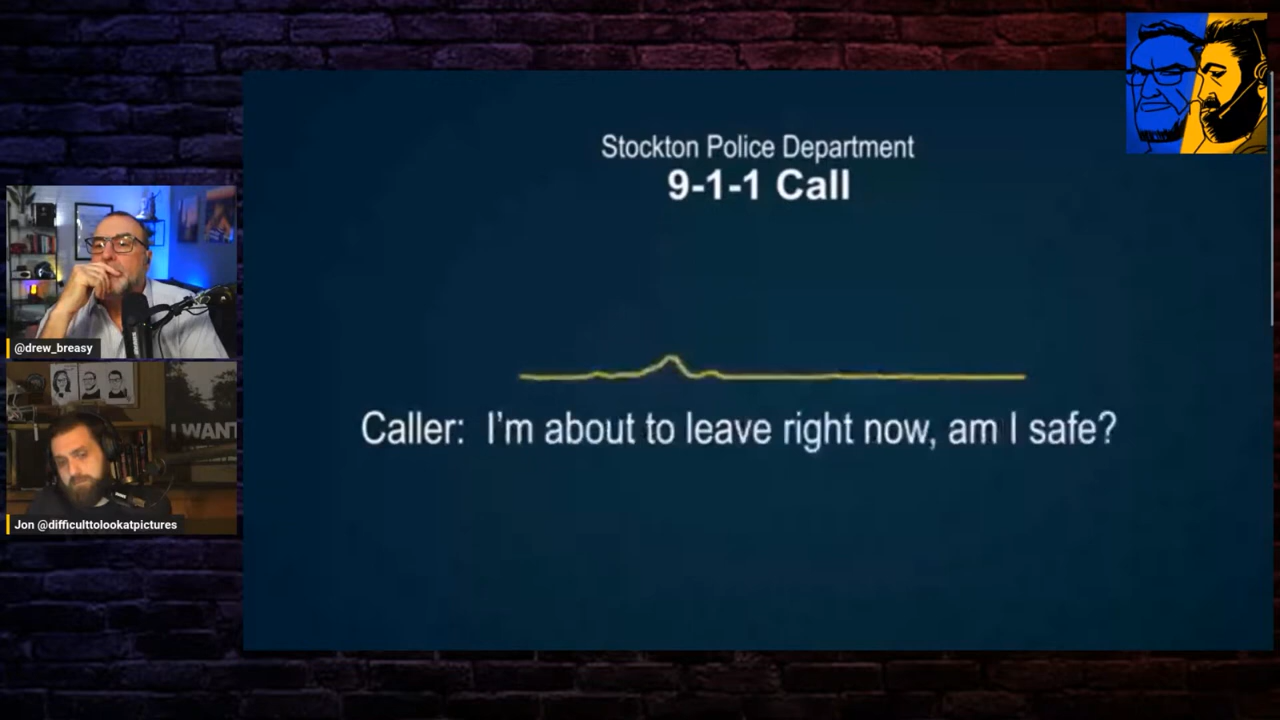 Stockton Police Department
9-1-1 Call
Caller: I'm about to leave right now, am I safe?
@drew_breasy
I WANT
Jon @difficulttolookatpictures